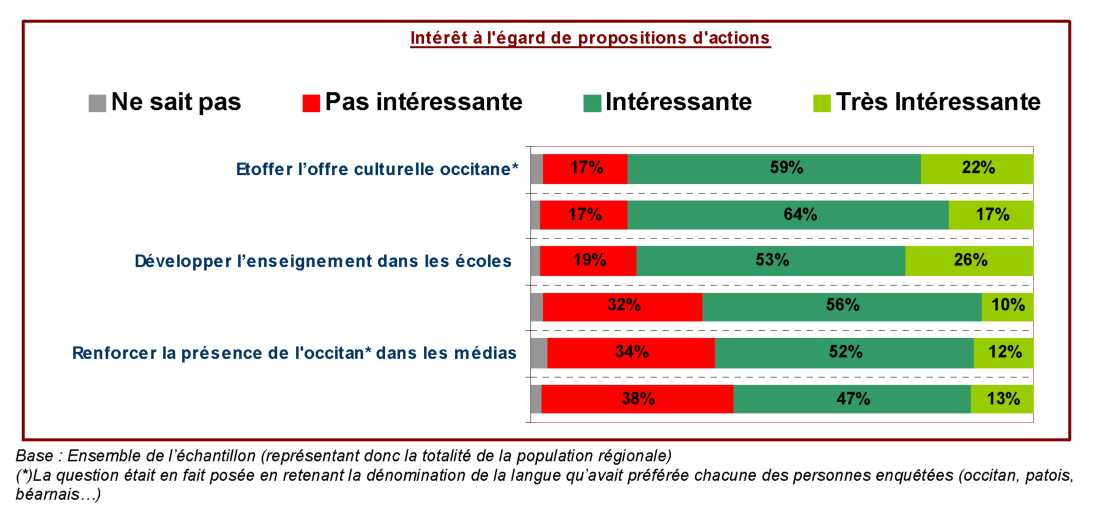 Intérêt à l'égard de propositions d'actions
Ne sait pas Pas intéressante Intéressante Très Intéressante
Etoffer l’offre culturelle occitane* 17% 59% 22%
17% 64% 17%
Développer l’enseignement dans les écoles 19% 53% 26%
32% 56% 10%
Renforcer la présence de l'occitan* dans les médias 34% 52% 12%
38% 47% 13%
Base : Ensemble de l’échantillon (représentant donc la totalité de la population régionale)
(*)La question était en fait posée en retenant la dénomination de la langue qu’avait préférée chacune des personnes enquêtées (occitan, patois,
béarnais…)